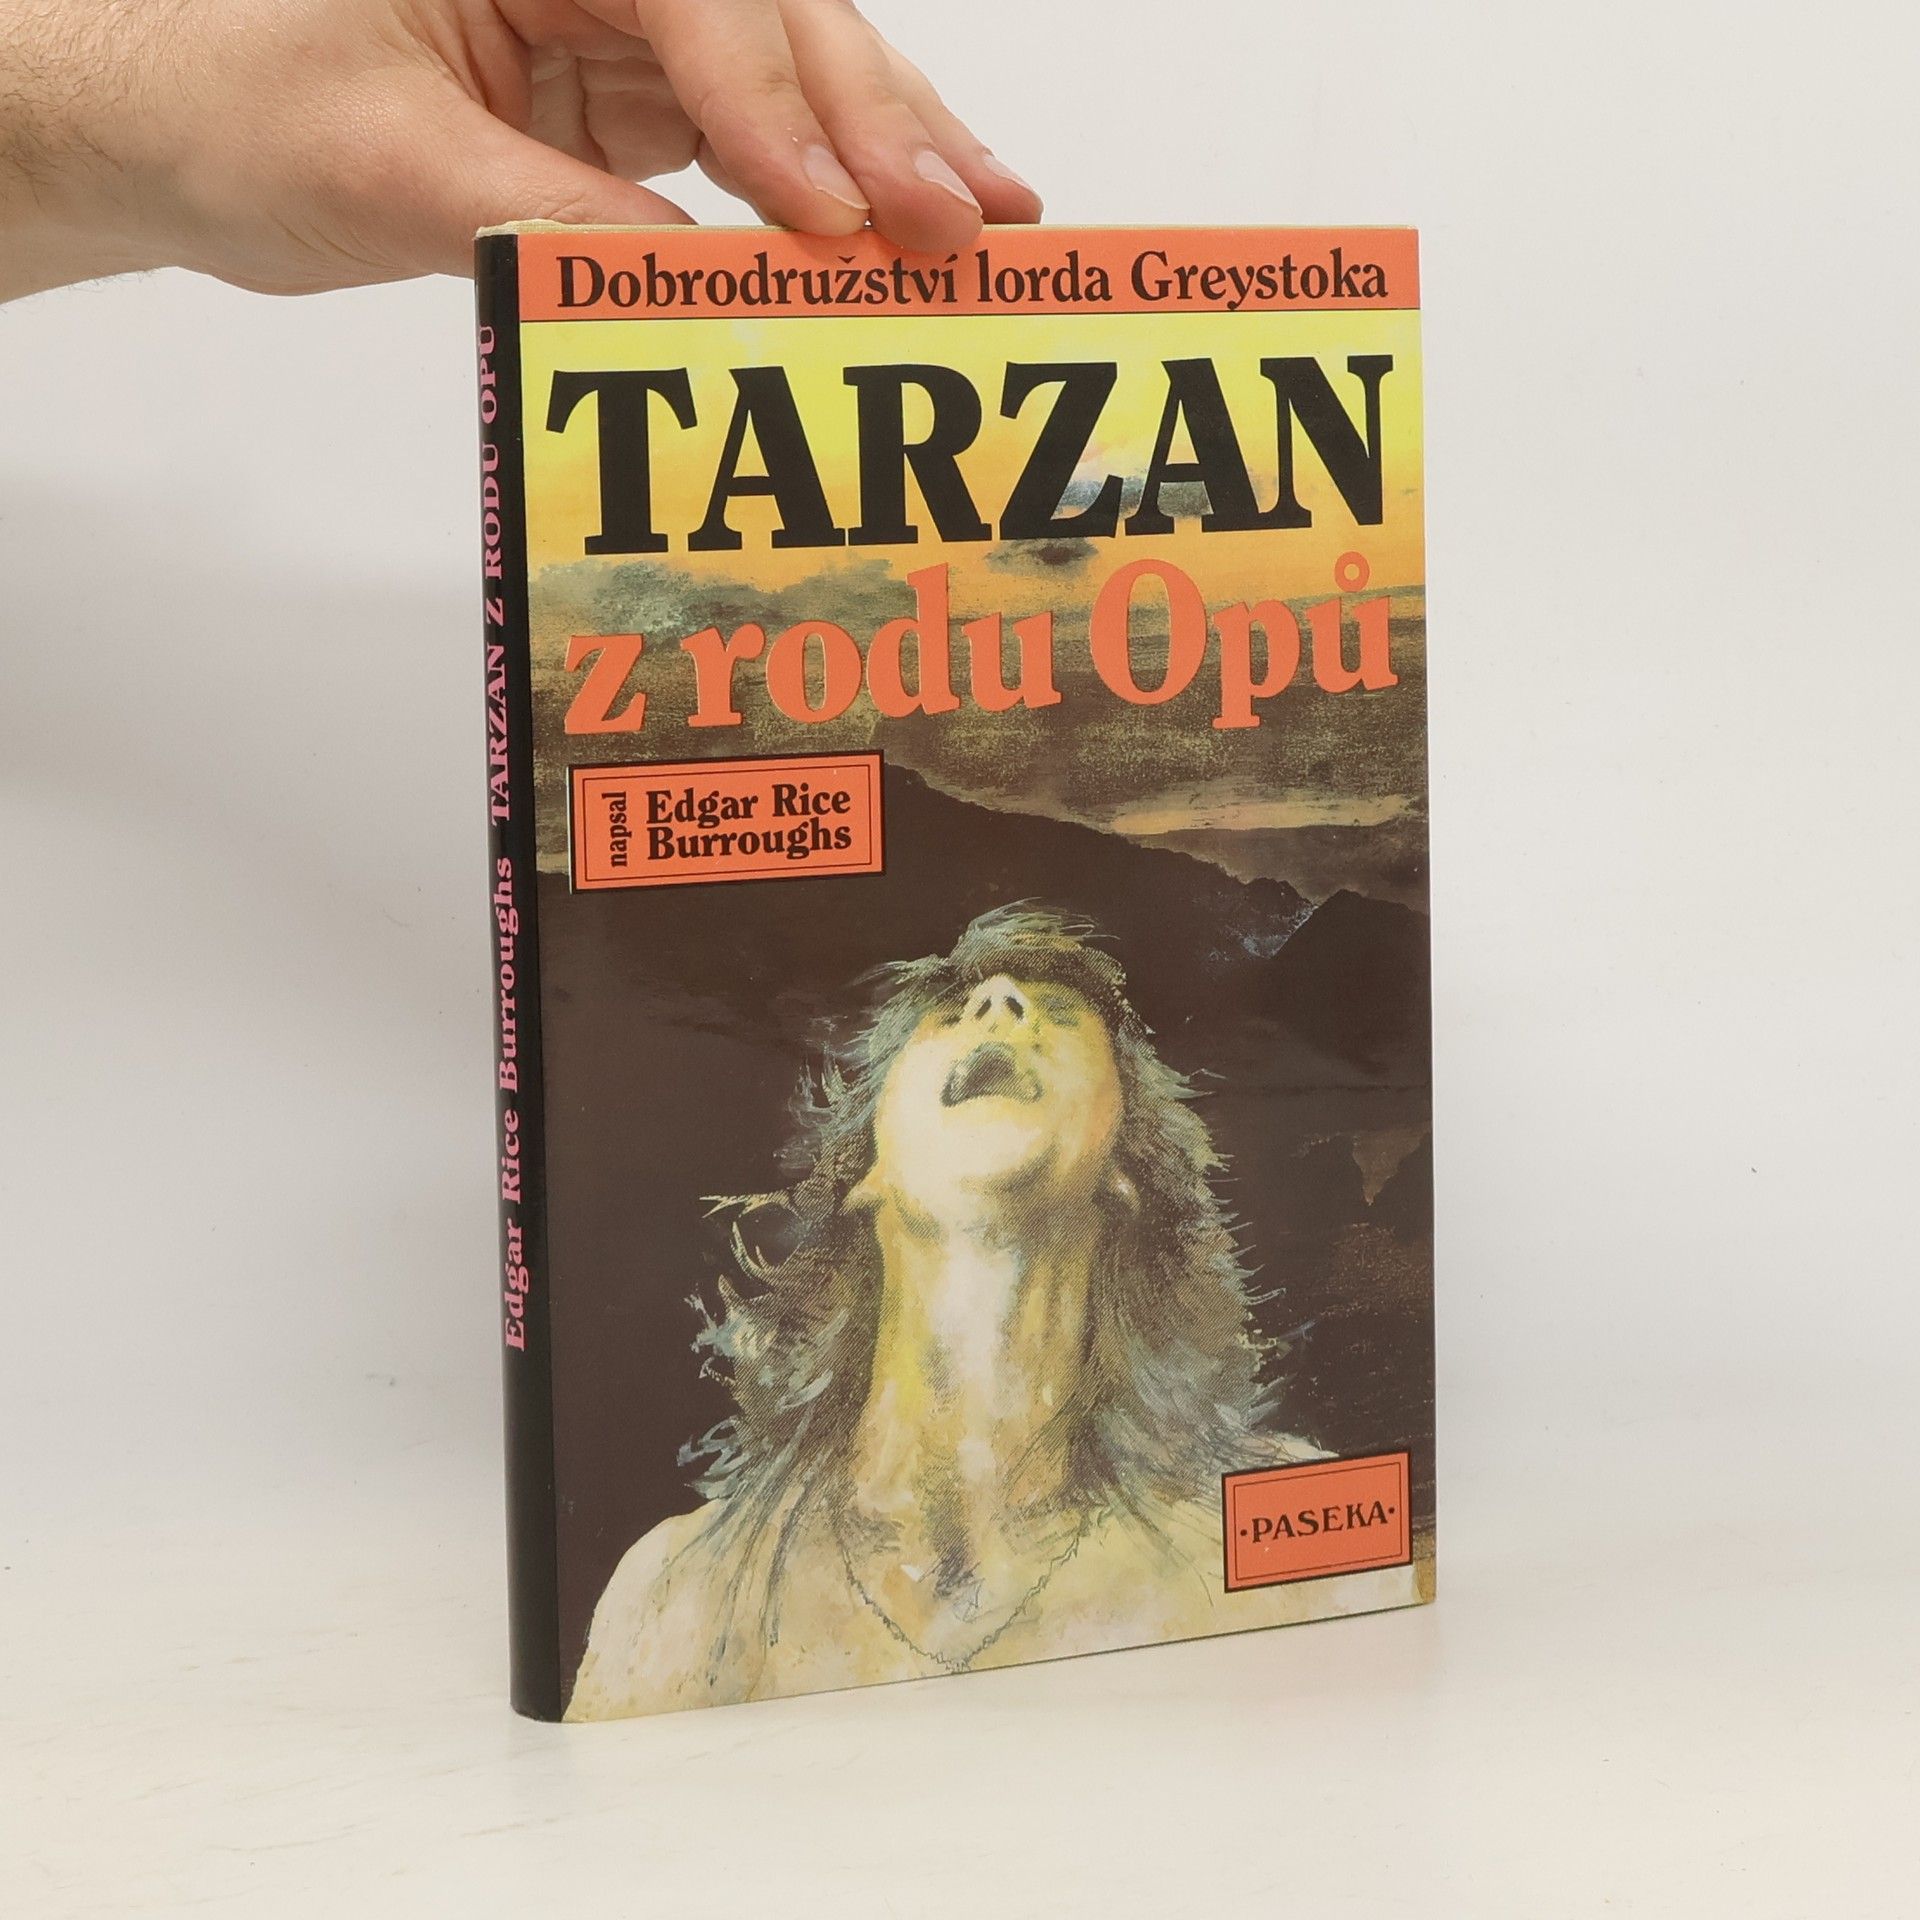 Dobrodružství lorda Greystoka
TARZAN
z rodu Opů
napsal
Edgar Rice
Burroughs
·PASEKA·
Edgar Rice Burroughs TARZAN Z RODU OPŮ